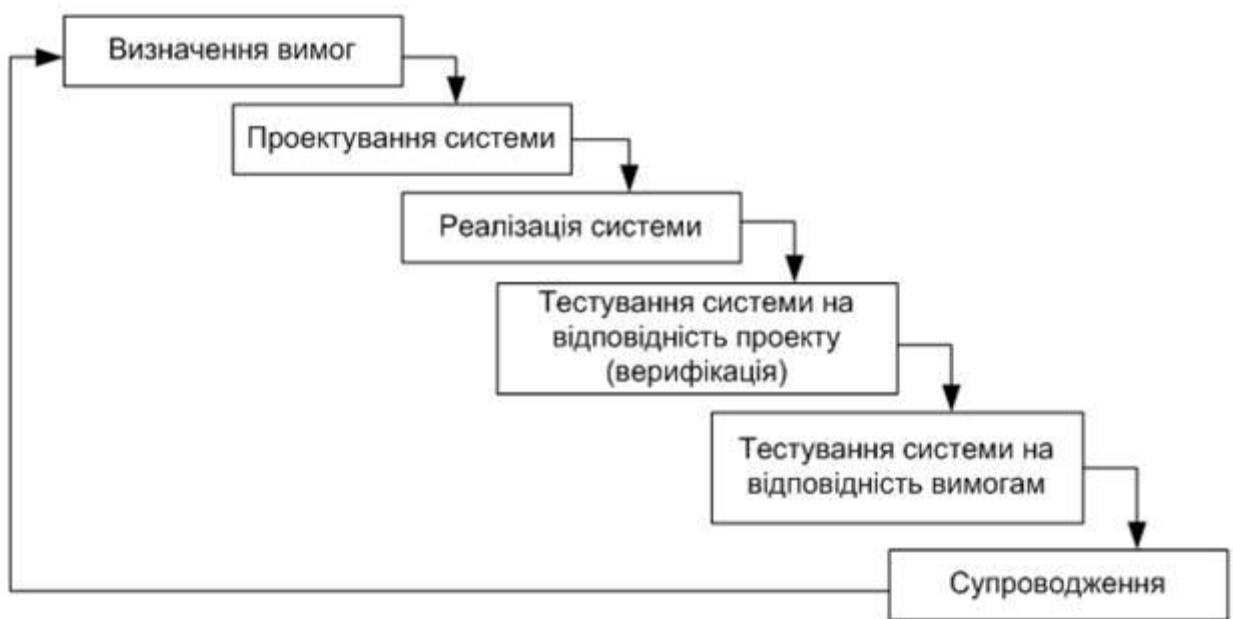 Визначення вимог
Проектування системи
Реалізація системи
Тестування системи на
відповідність проекту
(верифікація)
Тестування системи на
відповідність вимогам
Супроводження